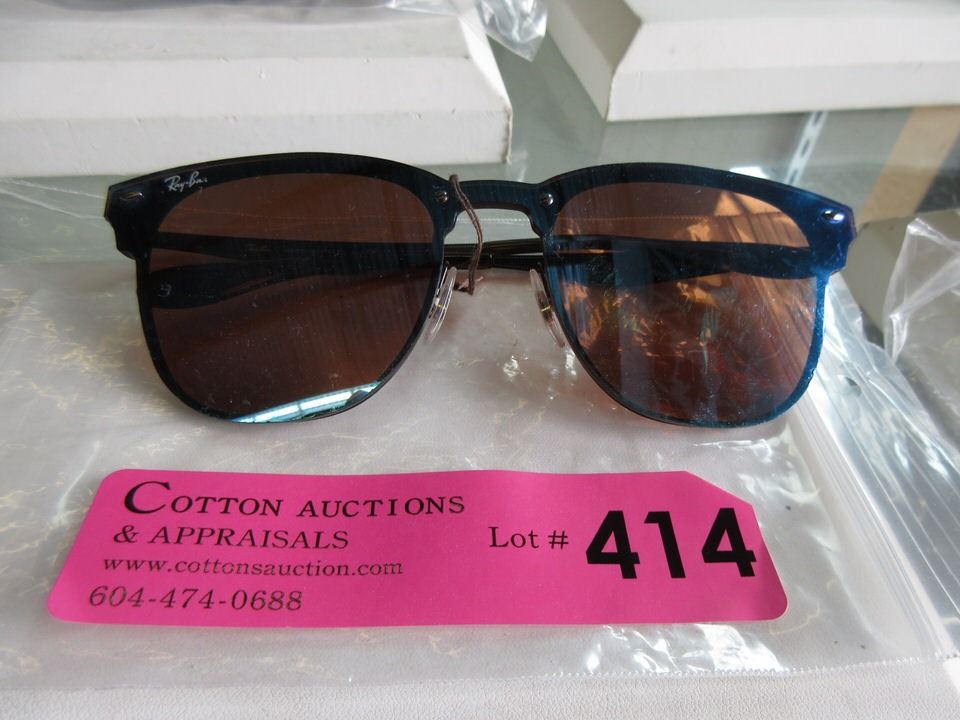 Ray-Ban
COTTON AUCTIONS
& APPRAISALS
www.cottonsauction.com
604-474-0688
Lot # 414